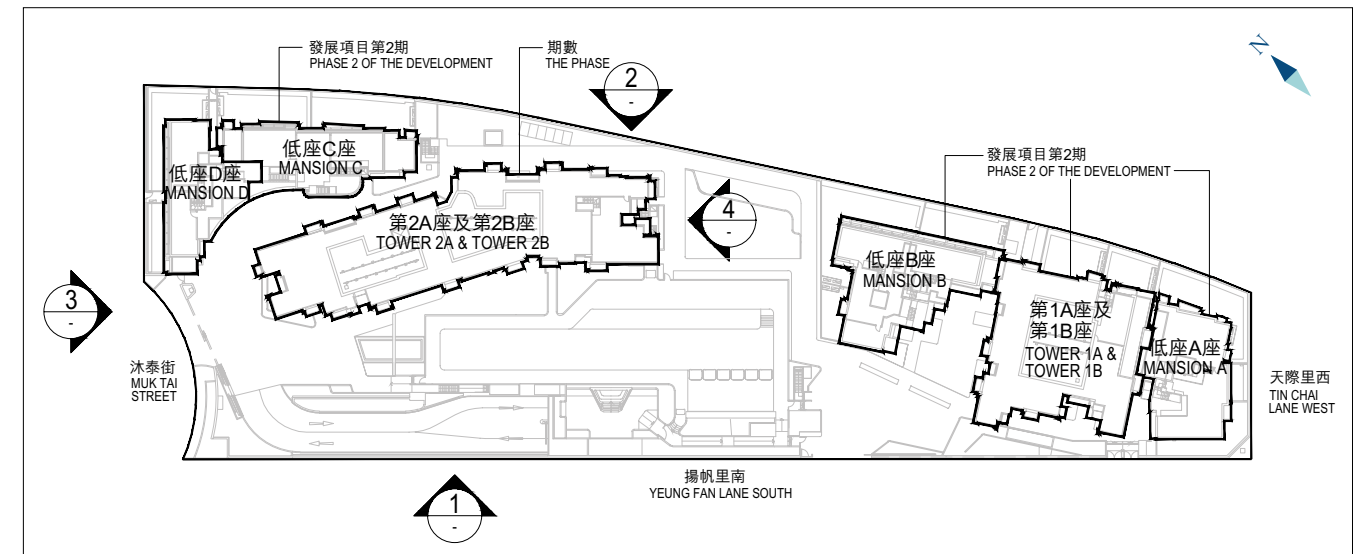 發展項目第2期
PHASE 2 OF THE DEVELOPMENT
期數
THE PHASE
2
-
N
低座C座
MANSION C
低座D座
MANSION D
第2A座及第2B座
TOWER 2A & TOWER 2B
4
-
發展項目第2期
PHASE 2 OF THE DEVELOPMENT
低座B座
MANSION B
第1A座及
第1B座
TOWER 1A &
TOWER 1B
低座A座
MANSION A
3
-
沐泰街
MUK TAI
STREET
天際里西
TIN CHAI
LANE WEST
揚帆里南
YEUNG FAN LANE SOUTH
1
-